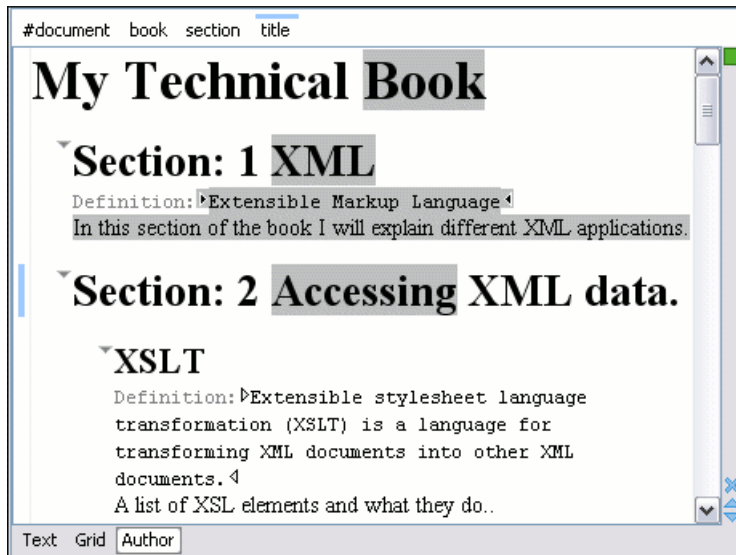 #document book section title
My Technical Book
Section: 1 XML
Definition: Extensible Markup Language
In this section of the book I will explain different XML applications.
Section: 2 Accessing XML data.
XSLT
Definition: Extensible stylesheet language
transformation (XSLT) is a language for
transforming XML documents into other XML
documents.
A list of XSL elements and what they do..
Text Grid Author